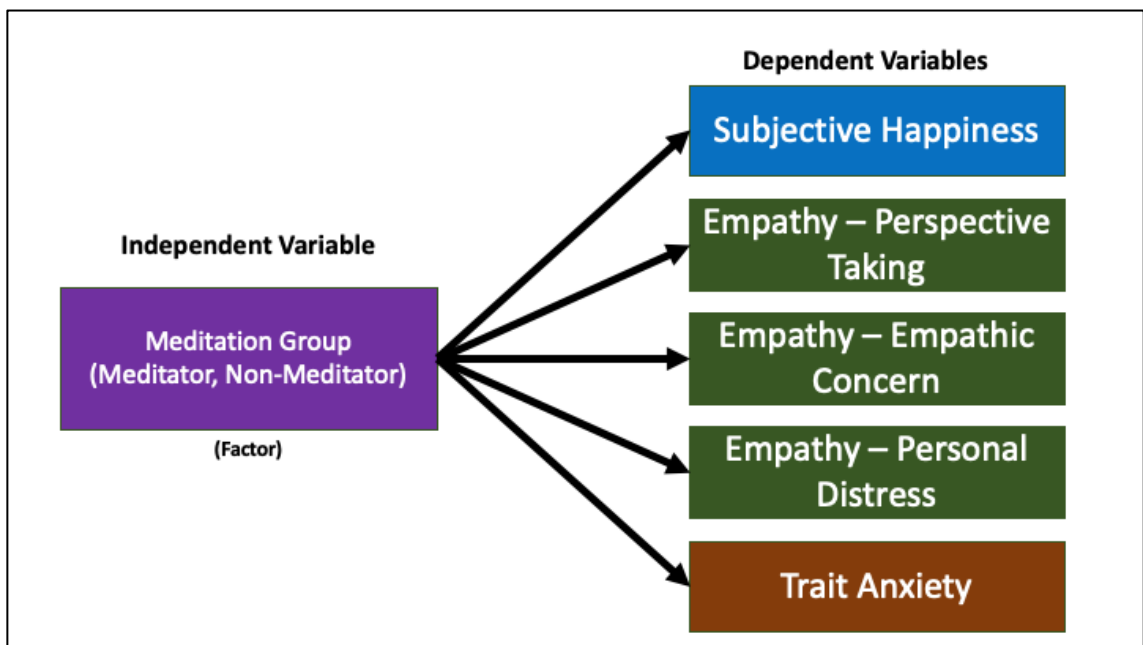 Independent Variable
Meditation Group
(Meditator, Non-Meditator)
(Factor)
Dependent Variables
Subjective Happiness
Empathy – Perspective
Taking
Empathy – Empathic
Concern
Empathy – Personal
Distress
Trait Anxiety